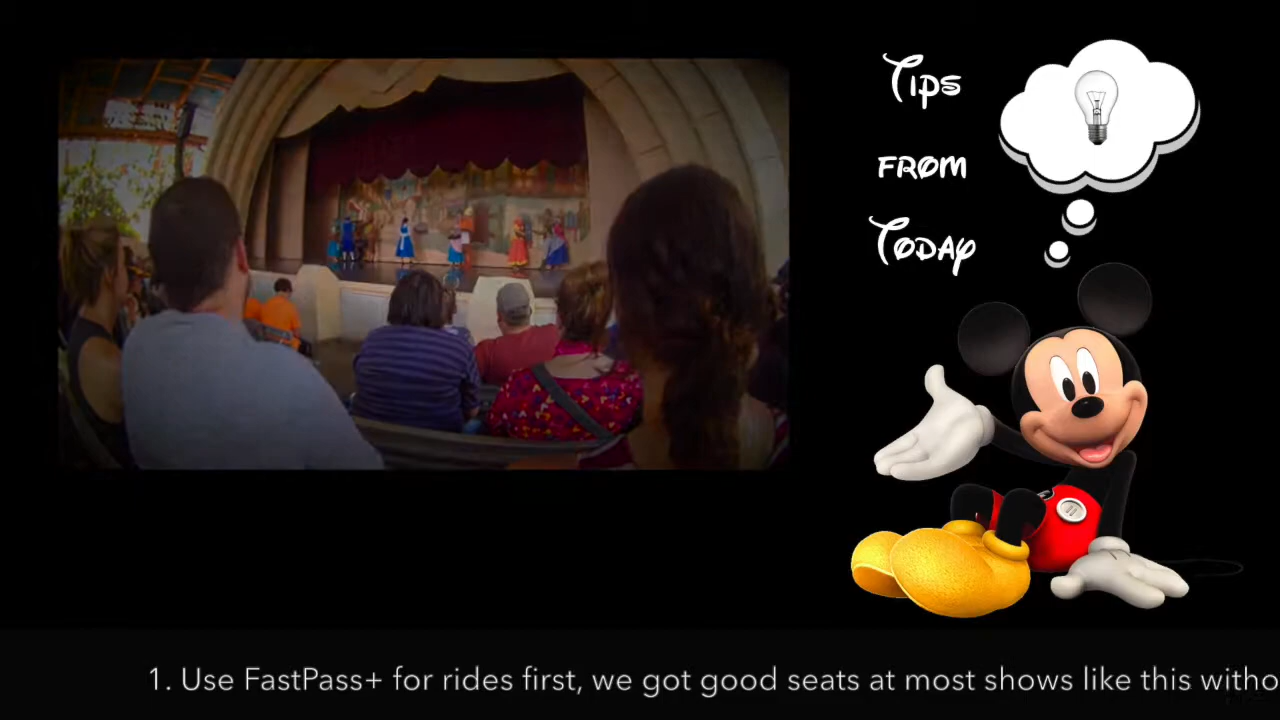 Tips
from
Today
1. Use FastPass+ for rides first, we got good seats at most shows like this witho